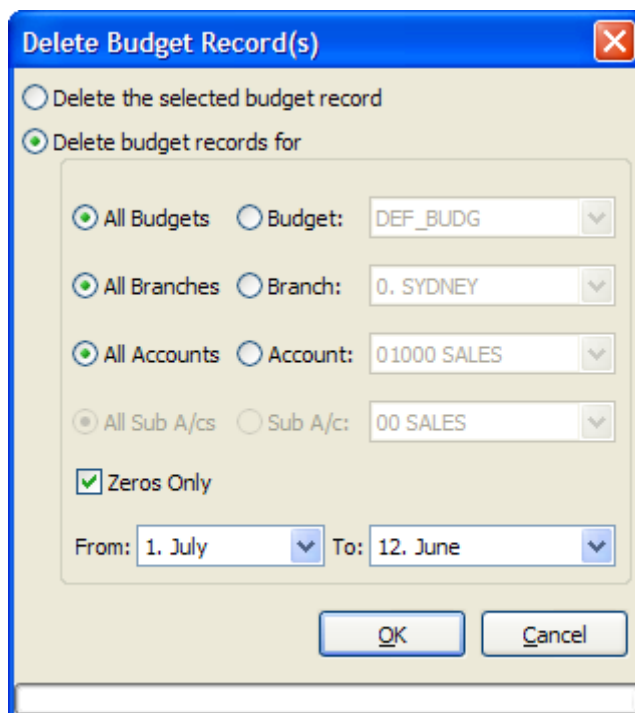 Delete Budget Record(s)
Delete the selected budget record
Delete budget records for
All Budgets Budget: DEF_BUDG
All Branches Branch: 0. SYDNEY
All Accounts Account: 01000 SALES
All Sub A/cs Sub A/c: 00 SALES
Zeros Only
From: 1. July To: 12. June
OK Cancel